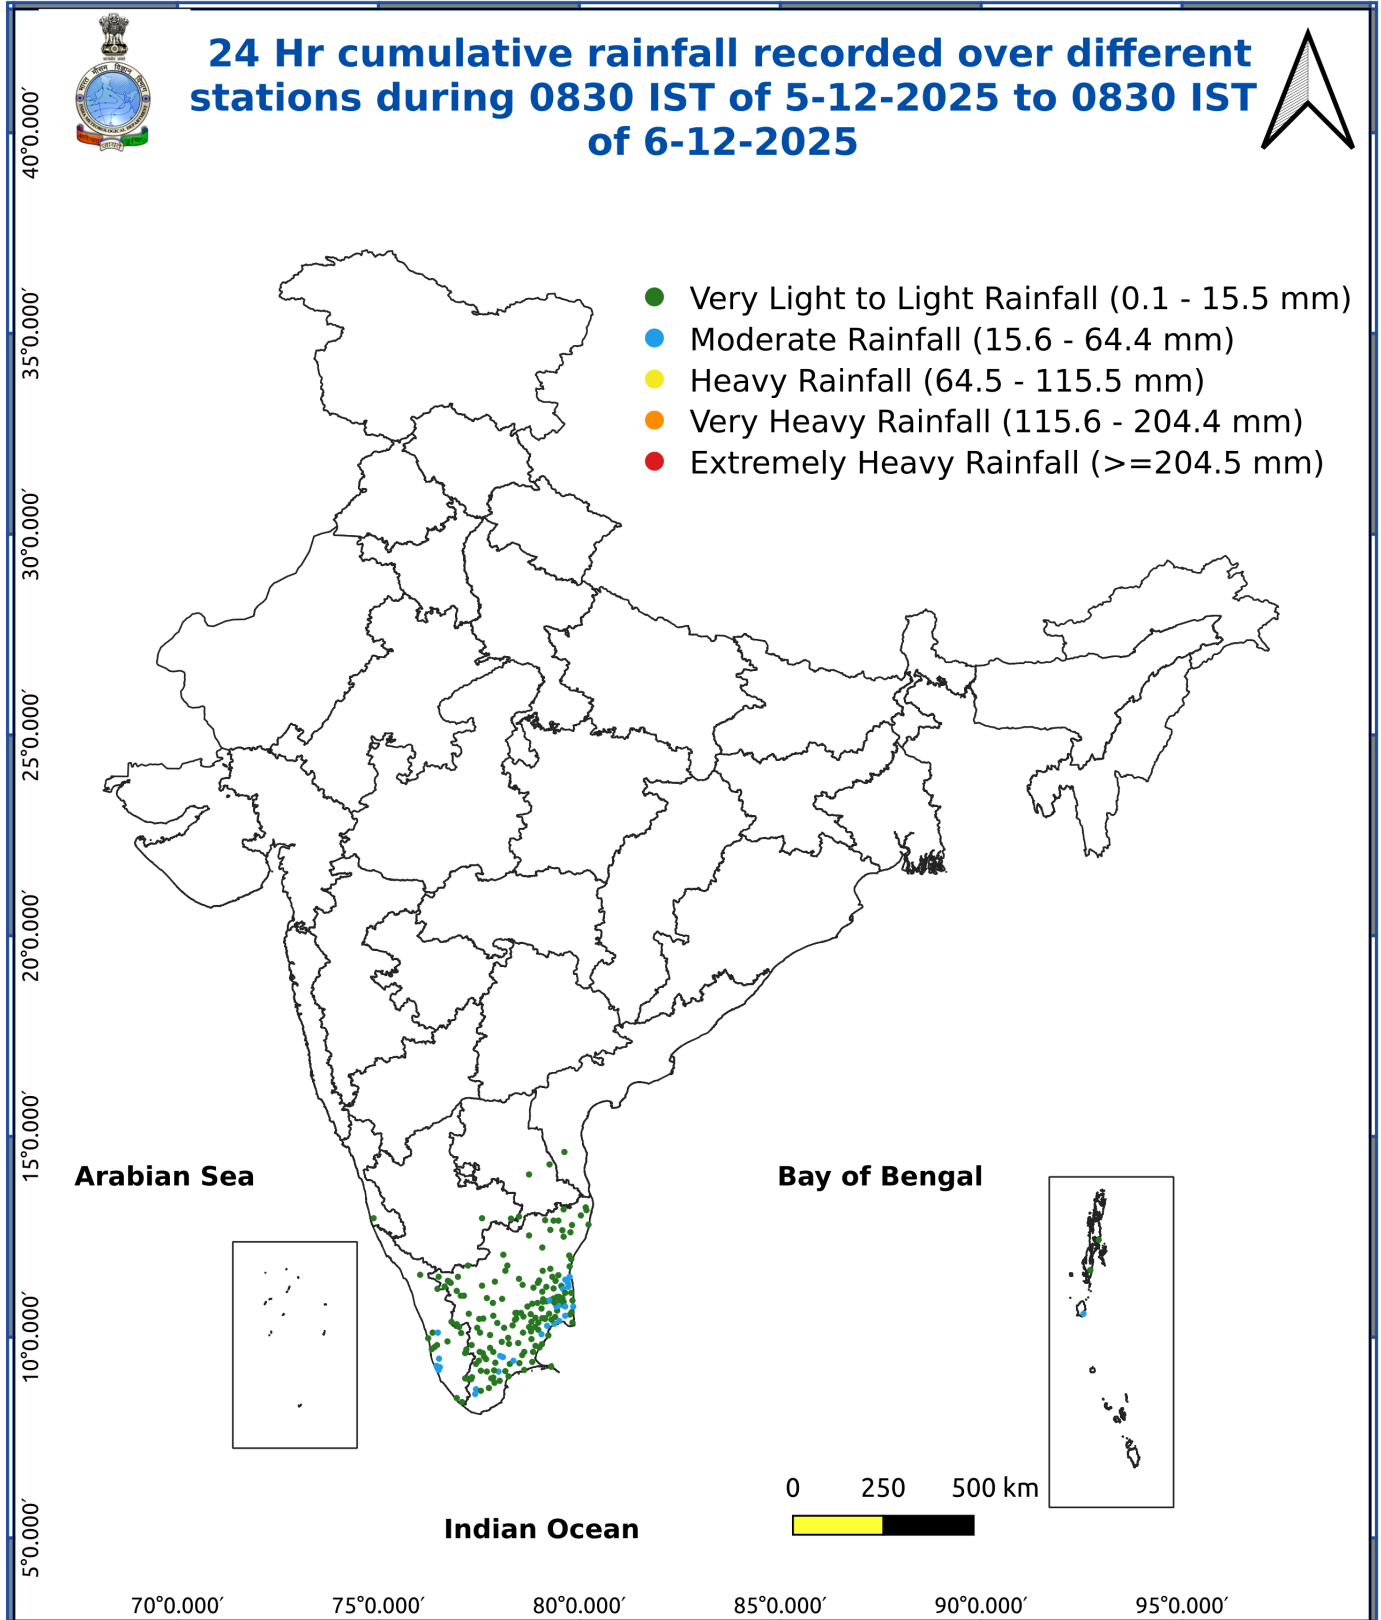 24 Hr cumulative rainfall recorded over different
stations during 0830 IST of 5-12-2025 to 0830 IST
of 6-12-2025
Very Light to Light Rainfall (0.1 - 15.5 mm)
Moderate Rainfall (15.6 - 64.4 mm)
Heavy Rainfall (64.5 - 115.5 mm)
Very Heavy Rainfall (115.6 - 204.4 mm)
Extremely Heavy Rainfall (>=204.5 mm)
40°0.000′
35°0.000′
30°0.000′
25°0.000′
20°0.000′
15°0.000′
10°0.000′
5°0.000′
Arabian Sea
Bay of Bengal
Indian Ocean
0 250 500 km
70°0.000′ 75°0.000′ 80°0.000′ 85°0.000′ 90°0.000′ 95°0.000′